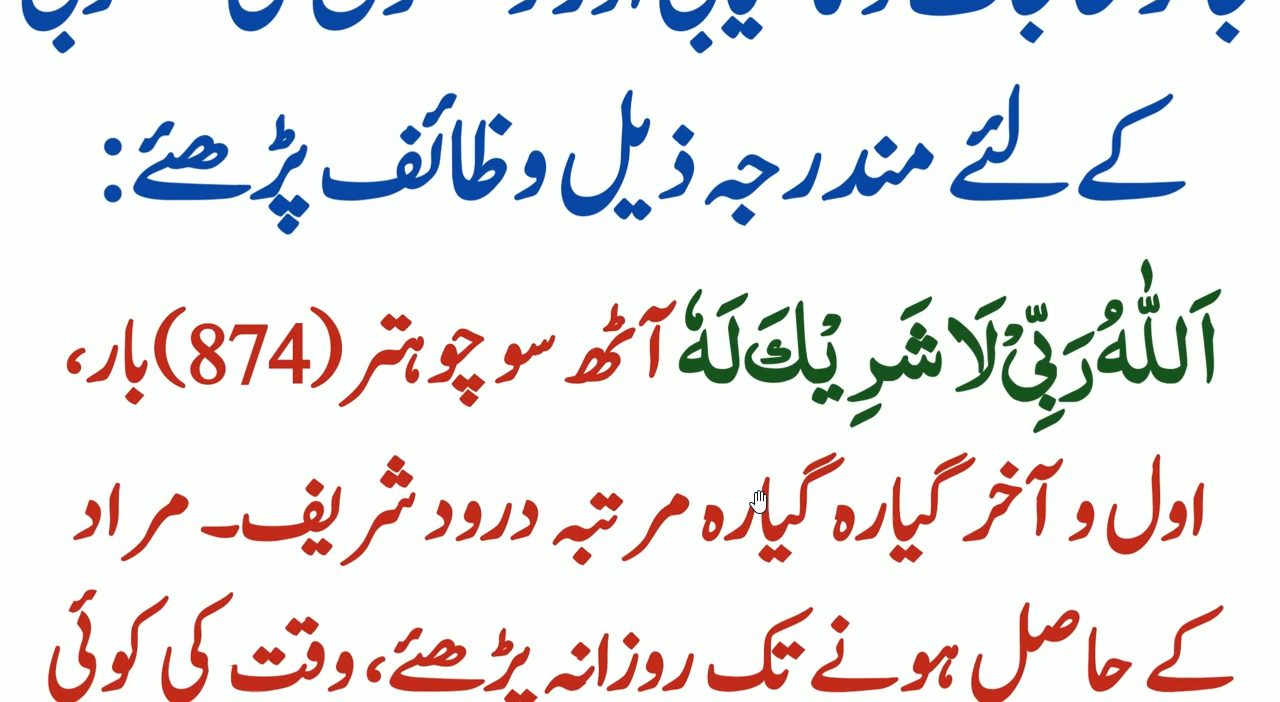 کے لئے مندرجہ ذیل وظائف پڑھئے:
اَللّٰهُ رَبِّیْ لَا شَرِیْكَ لَهٗ آٹھ سو چوہتر (874) بار،
اول و آخر گیارہ گیارہ مرتبہ درود شریف۔ مراد
کے حاصل ہونے تک روزانہ پڑھئے، وقت کی کوئی